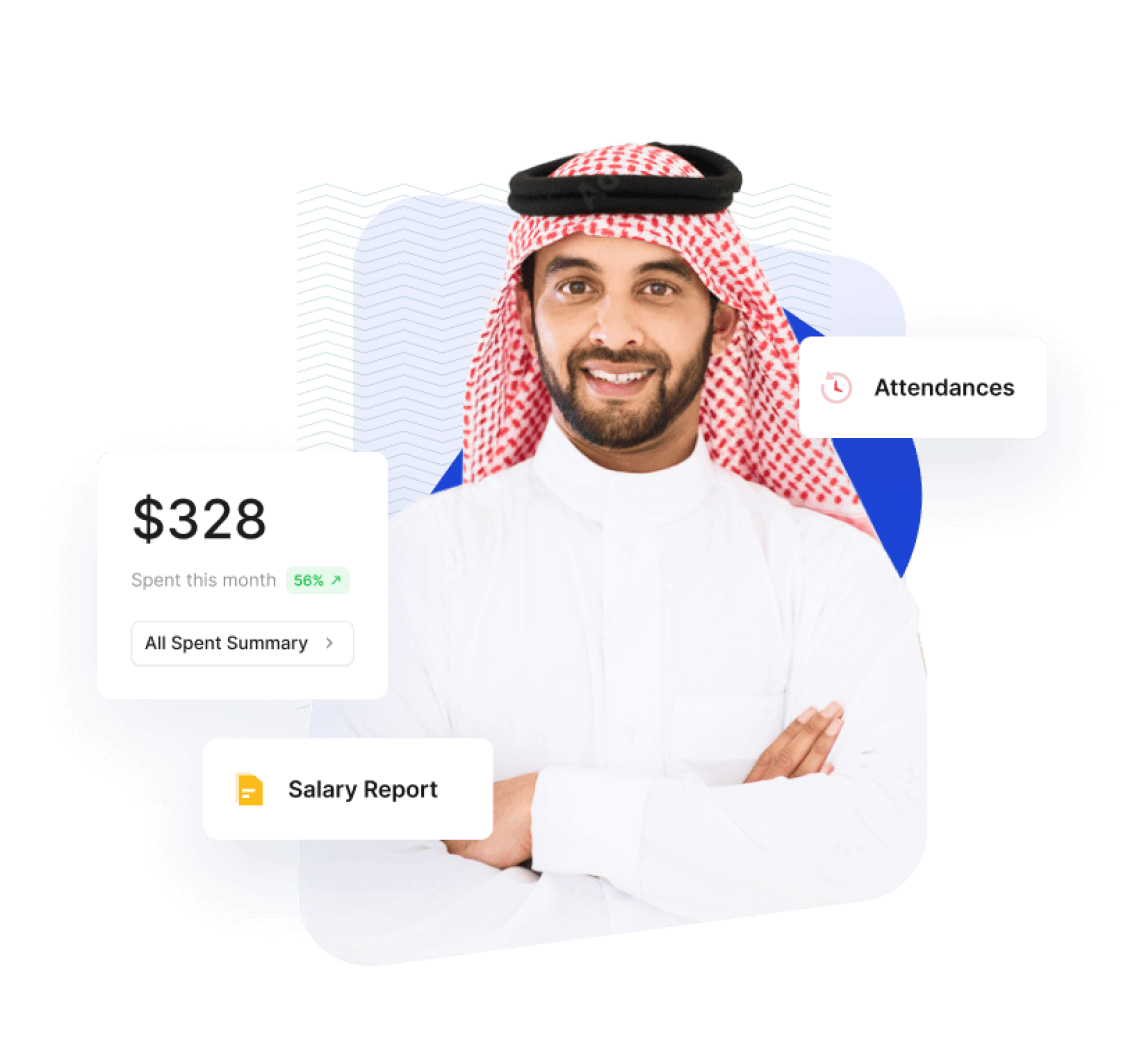 Attendances
$328
Spent this month 56%
All Spent Summary
Salary Report